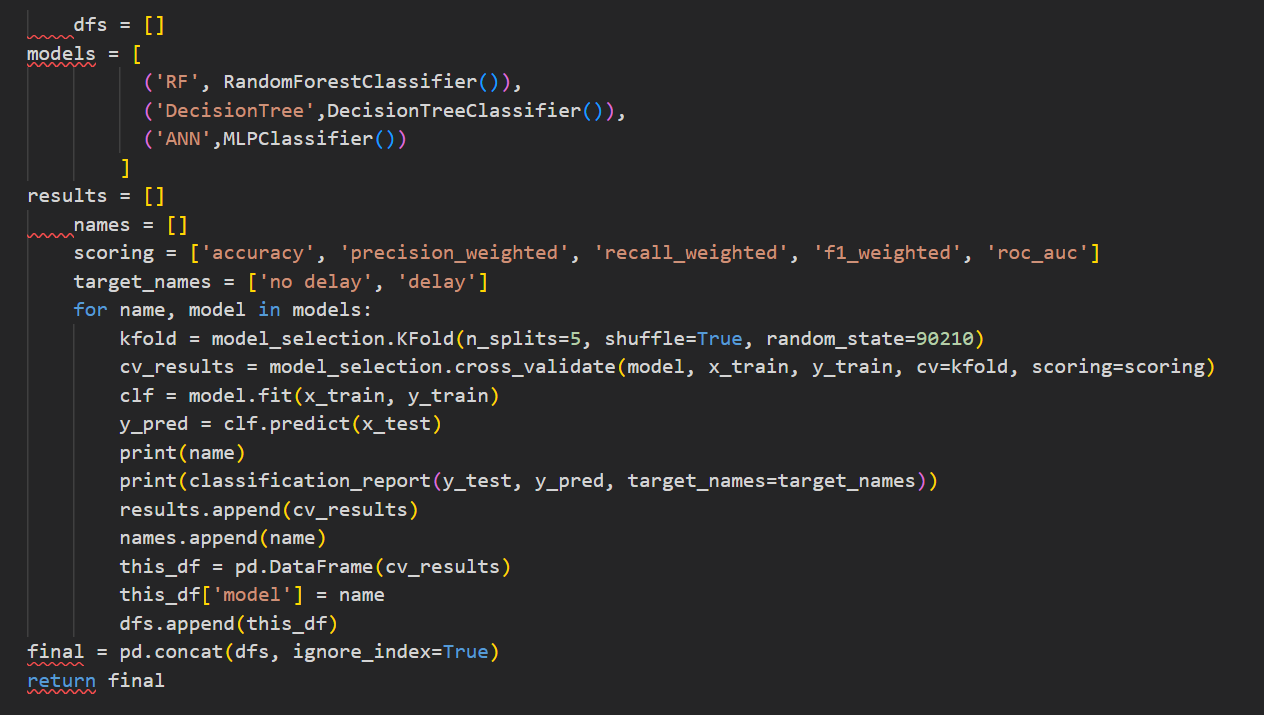 dfs = []
models = [
          ('RF', RandomForestClassifier()),
          ('DecisionTree',DecisionTreeClassifier()),
          ('ANN',MLPClassifier())
        ]
results = []
    names = []
    scoring = ['accuracy', 'precision_weighted', 'recall_weighted', 'f1_weighted', 'roc_auc']
    target_names = ['no delay', 'delay']
    for name, model in models:
        kfold = model_selection.KFold(n_splits=5, shuffle=True, random_state=90210)
        cv_results = model_selection.cross_validate(model, x_train, y_train, cv=kfold, scoring=scoring)
        clf = model.fit(x_train, y_train)
        y_pred = clf.predict(x_test)
        print(name)
        print(classification_report(y_test, y_pred, target_names=target_names))
        results.append(cv_results)
        names.append(name)
        this_df = pd.DataFrame(cv_results)
        this_df['model'] = name
        dfs.append(this_df)
final = pd.concat(dfs, ignore_index=True)
return final